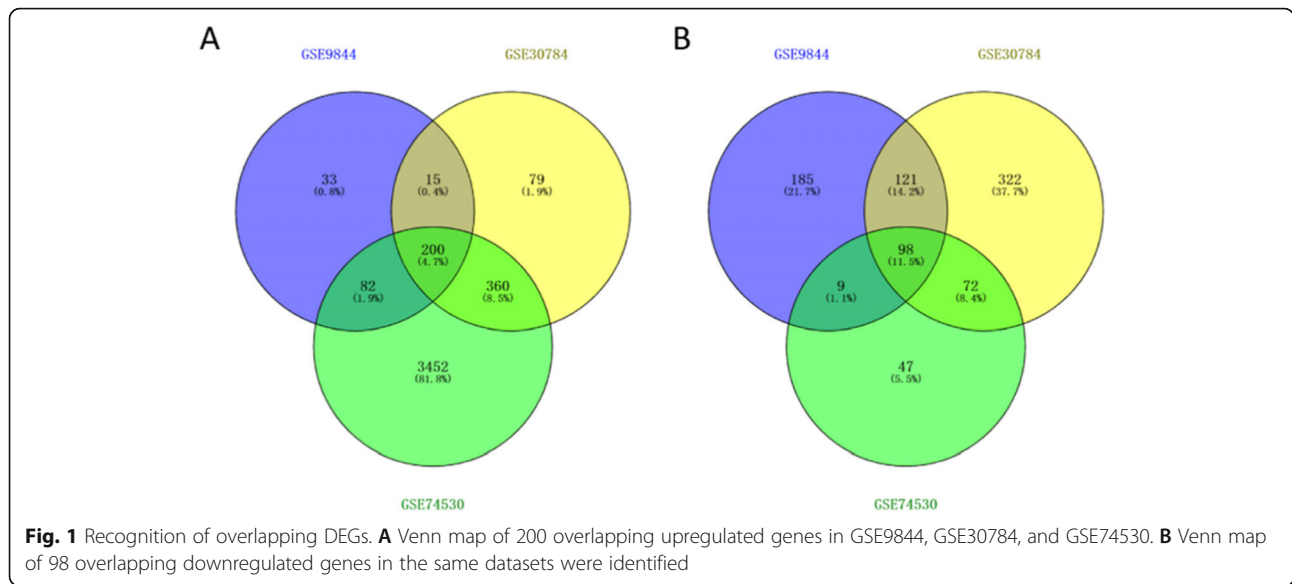 A
GSE9844
GSE30784
33
(0.8%)
15
(0.4%)
79
(1.9%)
200
(4.7%)
82
(1.9%)
360
(8.5%)
3452
(81.8%)
GSE74530
B
GSE9844
GSE30784
185
(21.7%)
121
(14.2%)
322
(37.7%)
98
(11.5%)
9
(1.1%)
72
(8.4%)
47
(5.5%)
GSE74530
Fig. 1 Recognition of overlapping DEGs. A Venn map of 200 overlapping upregulated genes in GSE9844, GSE30784, and GSE74530. B Venn map
of 98 overlapping downregulated genes in the same datasets were identified